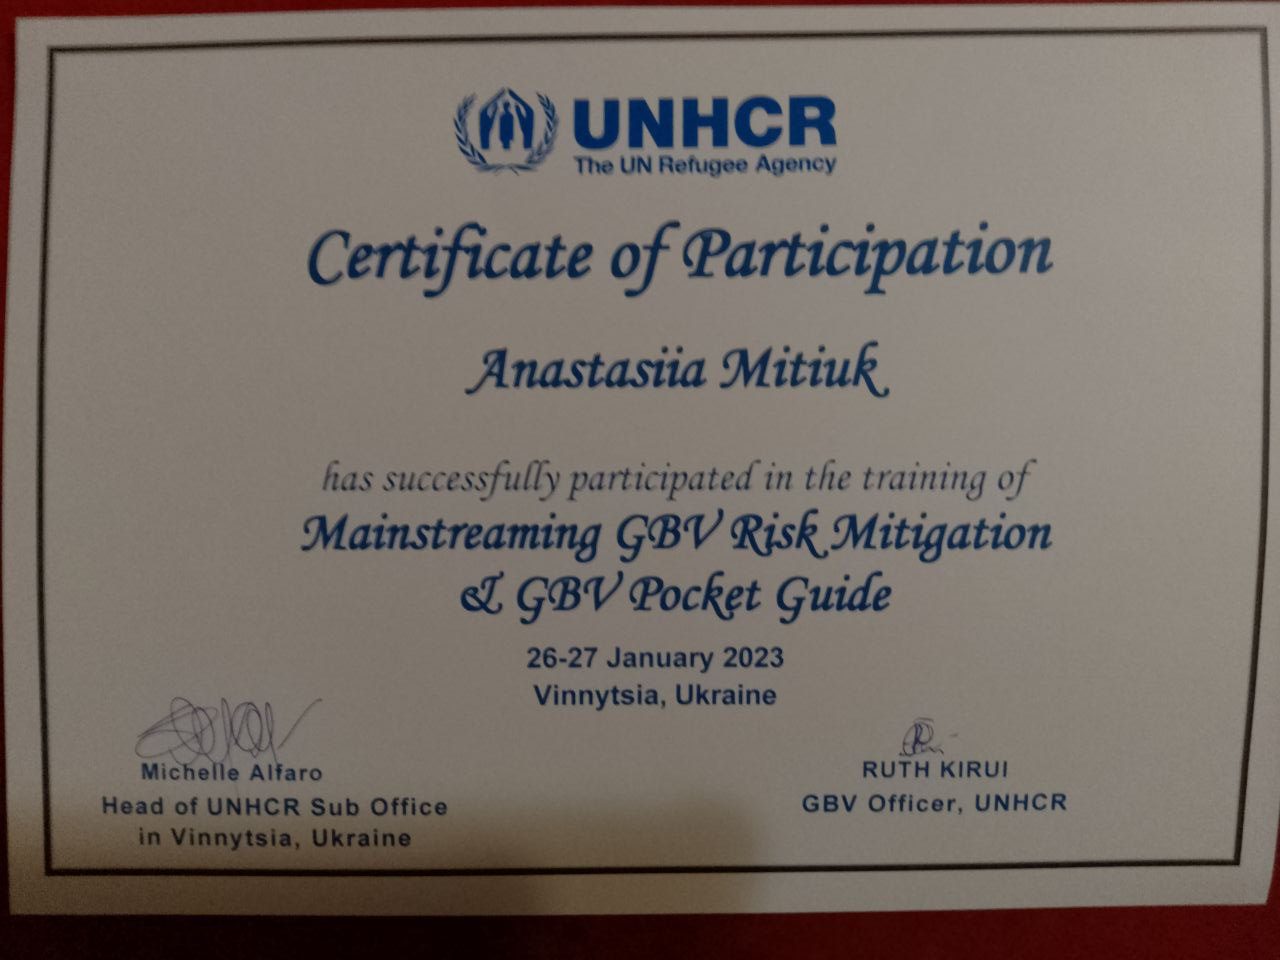 UNHCR
The UN Refugee Agency
Certificate of Participation
Anastasiia Mitiuk
has successfully participated in the training of
Mainstreaming GBV Risk Mitigation
& GBV Pocket Guide
26-27 January 2023
Vinnytsia, Ukraine
Michelle Alfaro
Head of UNHCR Sub Office
in Vinnytsia, Ukraine
RUTH KIRUI
GBV Officer, UNHCR